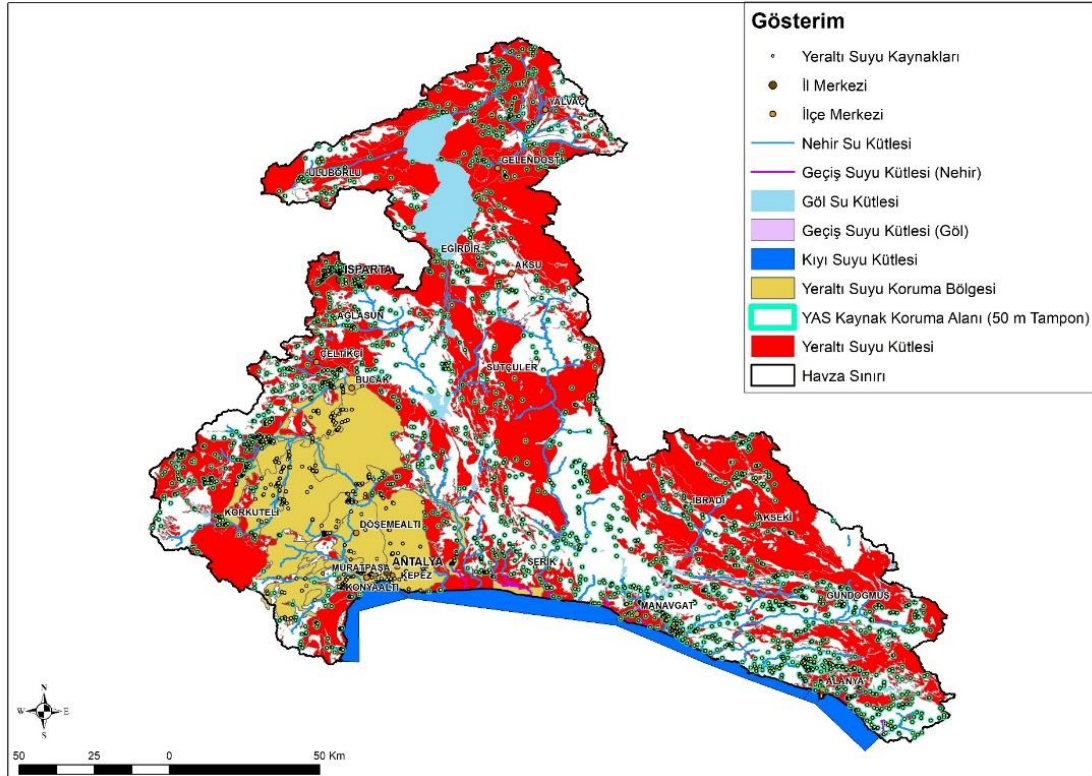 Gösterim
Yeraltı Suyu Kaynakları
İl Merkezi
İlçe Merkezi
Nehir Su Kütlesi
Geçiş Suyu Kütlesi (Nehir)
Göl Su Kütlesi
Geçiş Suyu Kütlesi (Göl)
Kıyı Suyu Kütlesi
Yeraltı Suyu Koruma Bölgesi
YAS Kaynak Koruma Alanı (50 m Tampon)
Yeraltı Suyu Kütlesi
Havza Sınırı
YALVAÇ
GELENDOST
ULUBORLU
EĞİRDİR
AKSU
ISPARTA
AĞLASUN
ÇELTİKÇİ
SÜTÇÜLER
BUCAK
İBRADI
AKSEKİ
KORKUTELİ
DÖŞEMEALTI
ANTALYA
SERİK
MURATPAŞA
KEPEZ
KONYAALTI
MANAVGAT
GÜNDOĞMUŞ
ALANYA
N
W E
S
50 25 0 50 Km